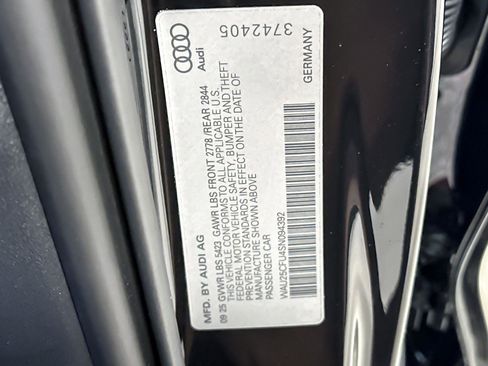 MFD. BY AUDI AG
09 25 GVWR LBS 5423 GAWR LBS FRONT 2778 /REAR 2844
THIS VEHICLE CONFORMS TO ALL APPLICABLE U.S.
FEDERAL MOTOR VEHICLE SAFETY, BUMPER AND THEFT
PREVENTION STANDARDS IN EFFECT ON THE DATE OF
MANUFACTURE SHOWN ABOVE
PASSENGER CAR
WAU25CFU4SN094392
GERMANY
Audi
3742405